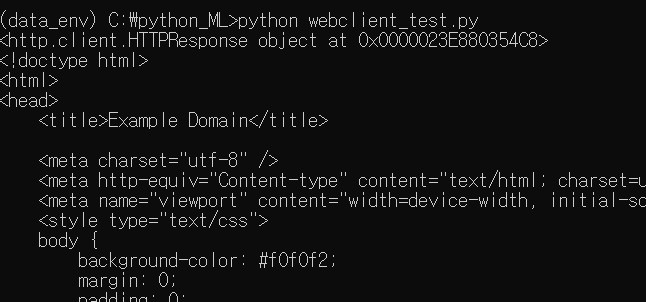 (data_env) C:\python_ML>python webclient_test.py
<http.client.HTTPResponse object at 0x0000023E880354C8>
<!doctype html>
<html>
<head>
    <title>Example Domain</title>

    <meta charset="utf-8" />
    <meta http-equiv="Content-type" content="text/html; charset=u
    <meta name="viewport" content="width=device-width, initial-sc
    <style type="text/css">
    body {
        background-color: #f0f0f2;
        margin: 0;
        padding: 0;